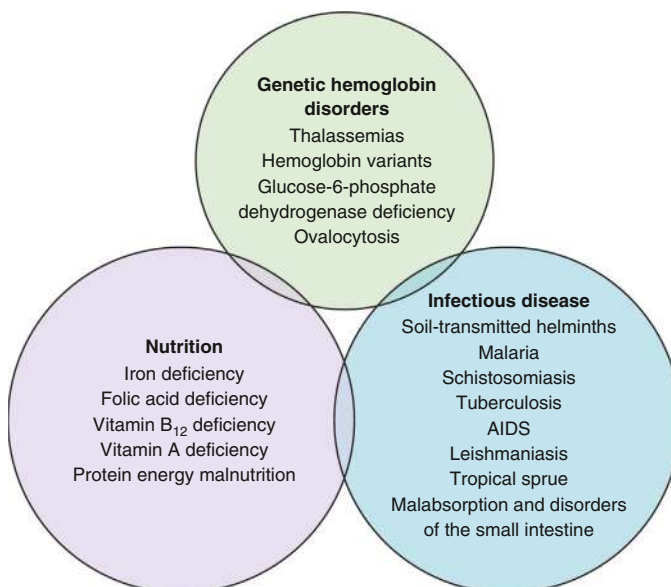 Genetic hemoglobin
disorders
Thalassemias
Hemoglobin variants
Glucose-6-phosphate
dehydrogenase deficiency
Ovalocytosis
Nutrition
Iron deficiency
Folic acid deficiency
Vitamin B₁₂ deficiency
Vitamin A deficiency
Protein energy malnutrition
Infectious disease
Soil-transmitted helminths
Malaria
Schistosomiasis
Tuberculosis
AIDS
Leishmaniasis
Tropical sprue
Malabsorption and disorders
of the small intestine